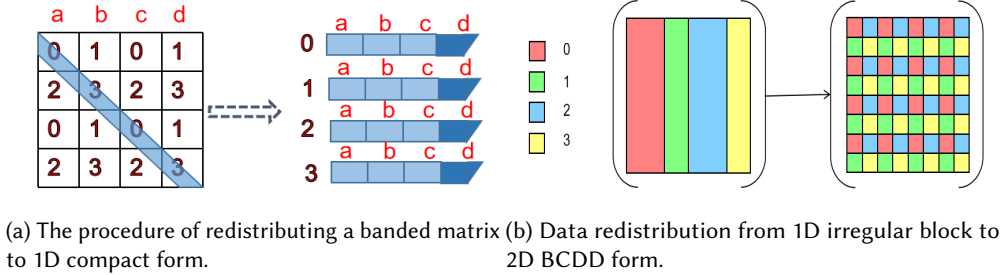 a b c d
0 1 0 1
2 3 2 3
0 1 0 1
2 3 2 3
a b c d
0
a b c d
1
a b c d
2
a b c d
3
0
1
2
3
(a) The procedure of redistributing a banded matrix
to 1D compact form.
(b) Data redistribution from 1D irregular block to
2D BCDD form.